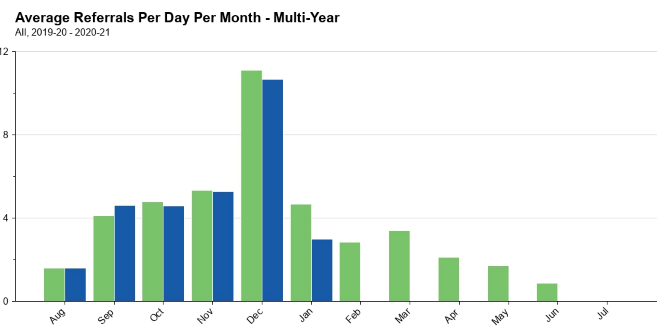 Average Referrals Per Day Per Month - Multi-Year
All, 2019-20 - 2020-21
12
8
4
0
Aug Sep Oct Nov Dec Jan Feb Mar Apr May Jun Jul